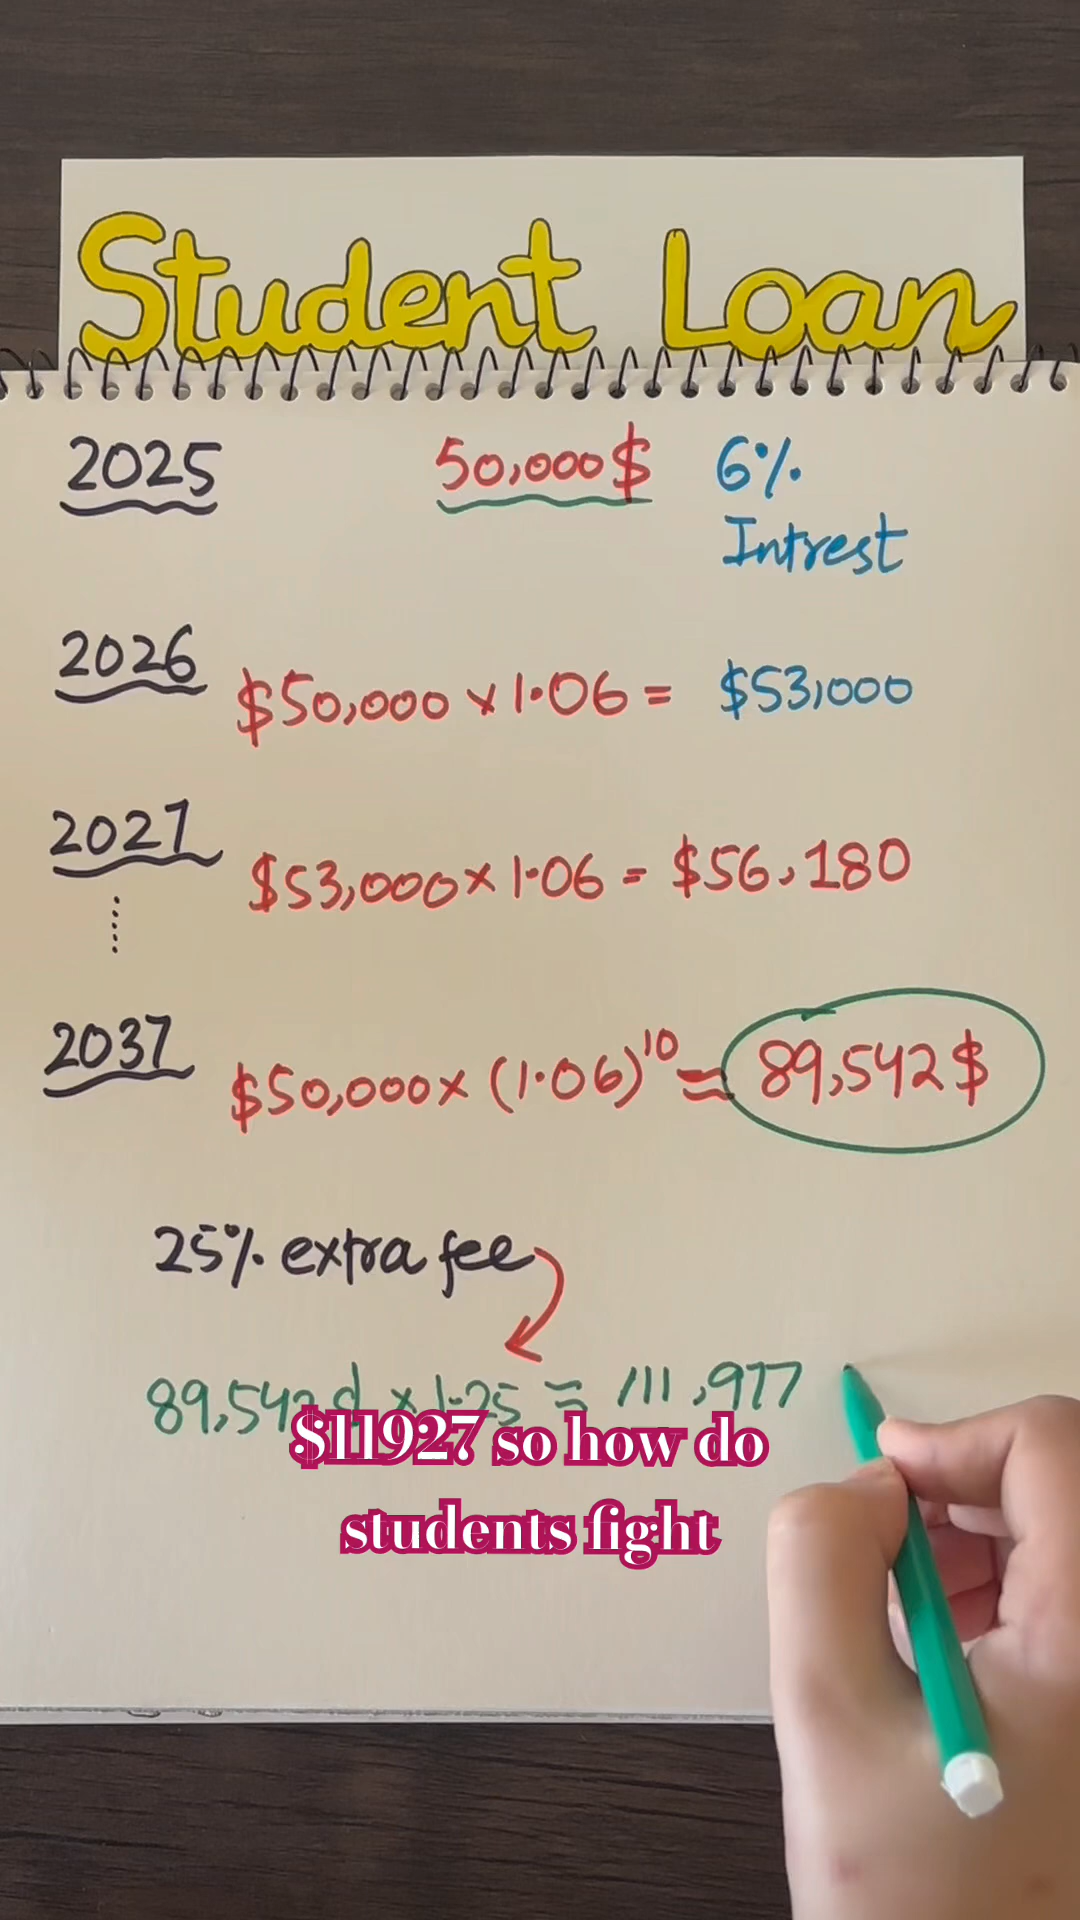 Student Loan
2025 50,000$ 6%
Intrest
2026
$50,000 x 1.06 = $53,000
2027
$53,000 x 1.06 = $56,180
2037
$50,000 x (1.06)^10 ≈ 89,542$
25% extra fee
89,542 x 1.25 = 111,977
$11927 so how do
students fight